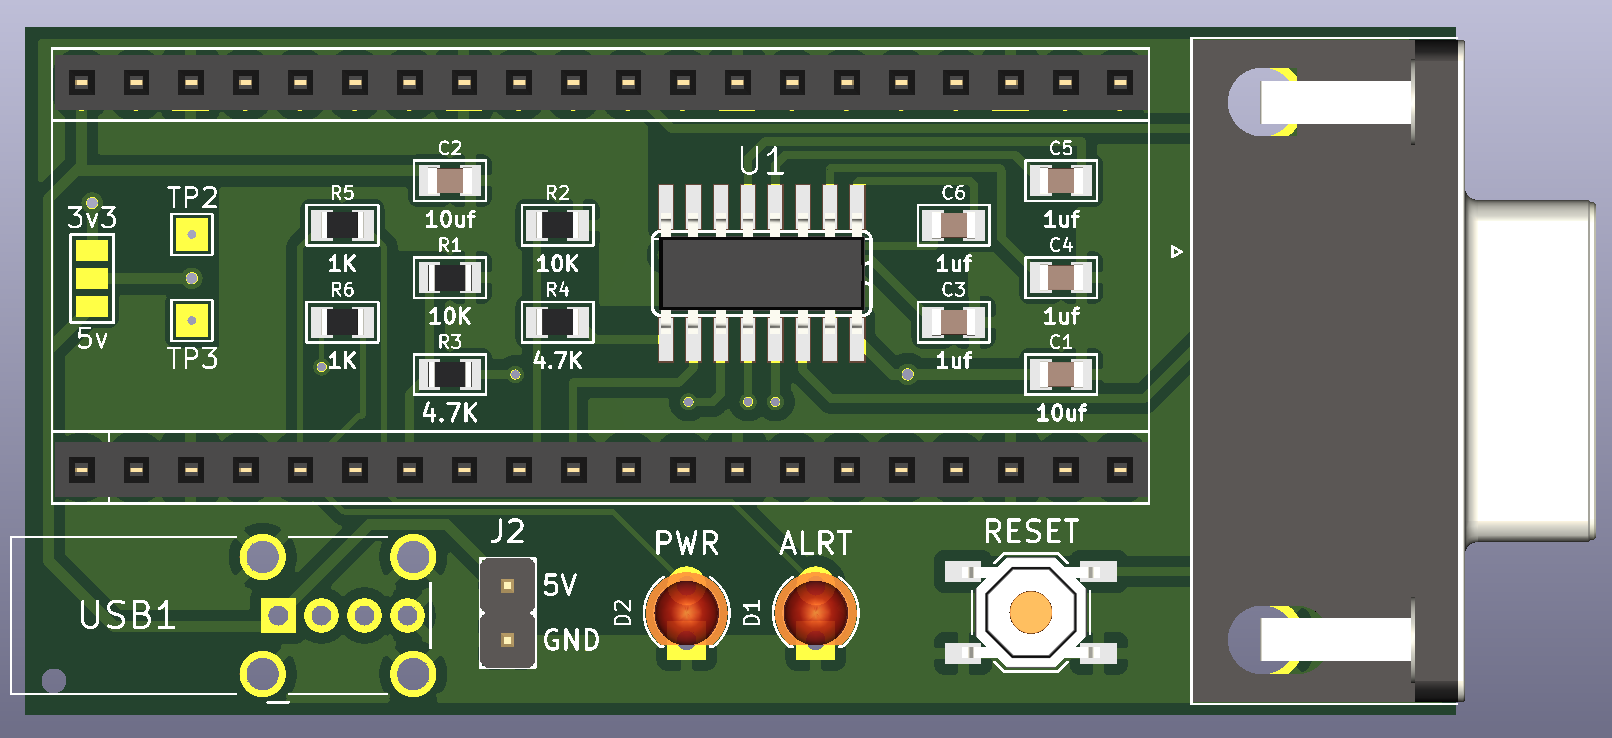 C2
C5
U1
TP2
R5
R2
C6
3v3
10uf
1uf
R1
C4
1K
10K
1uf
R6
R4
C3
10K
1uf
5v
R3
C1
TP3
1K
4.7K
1uf
4.7K
10uf
J2
RESET
PWR
ALRT
5V
USB1
D2
D1
GND